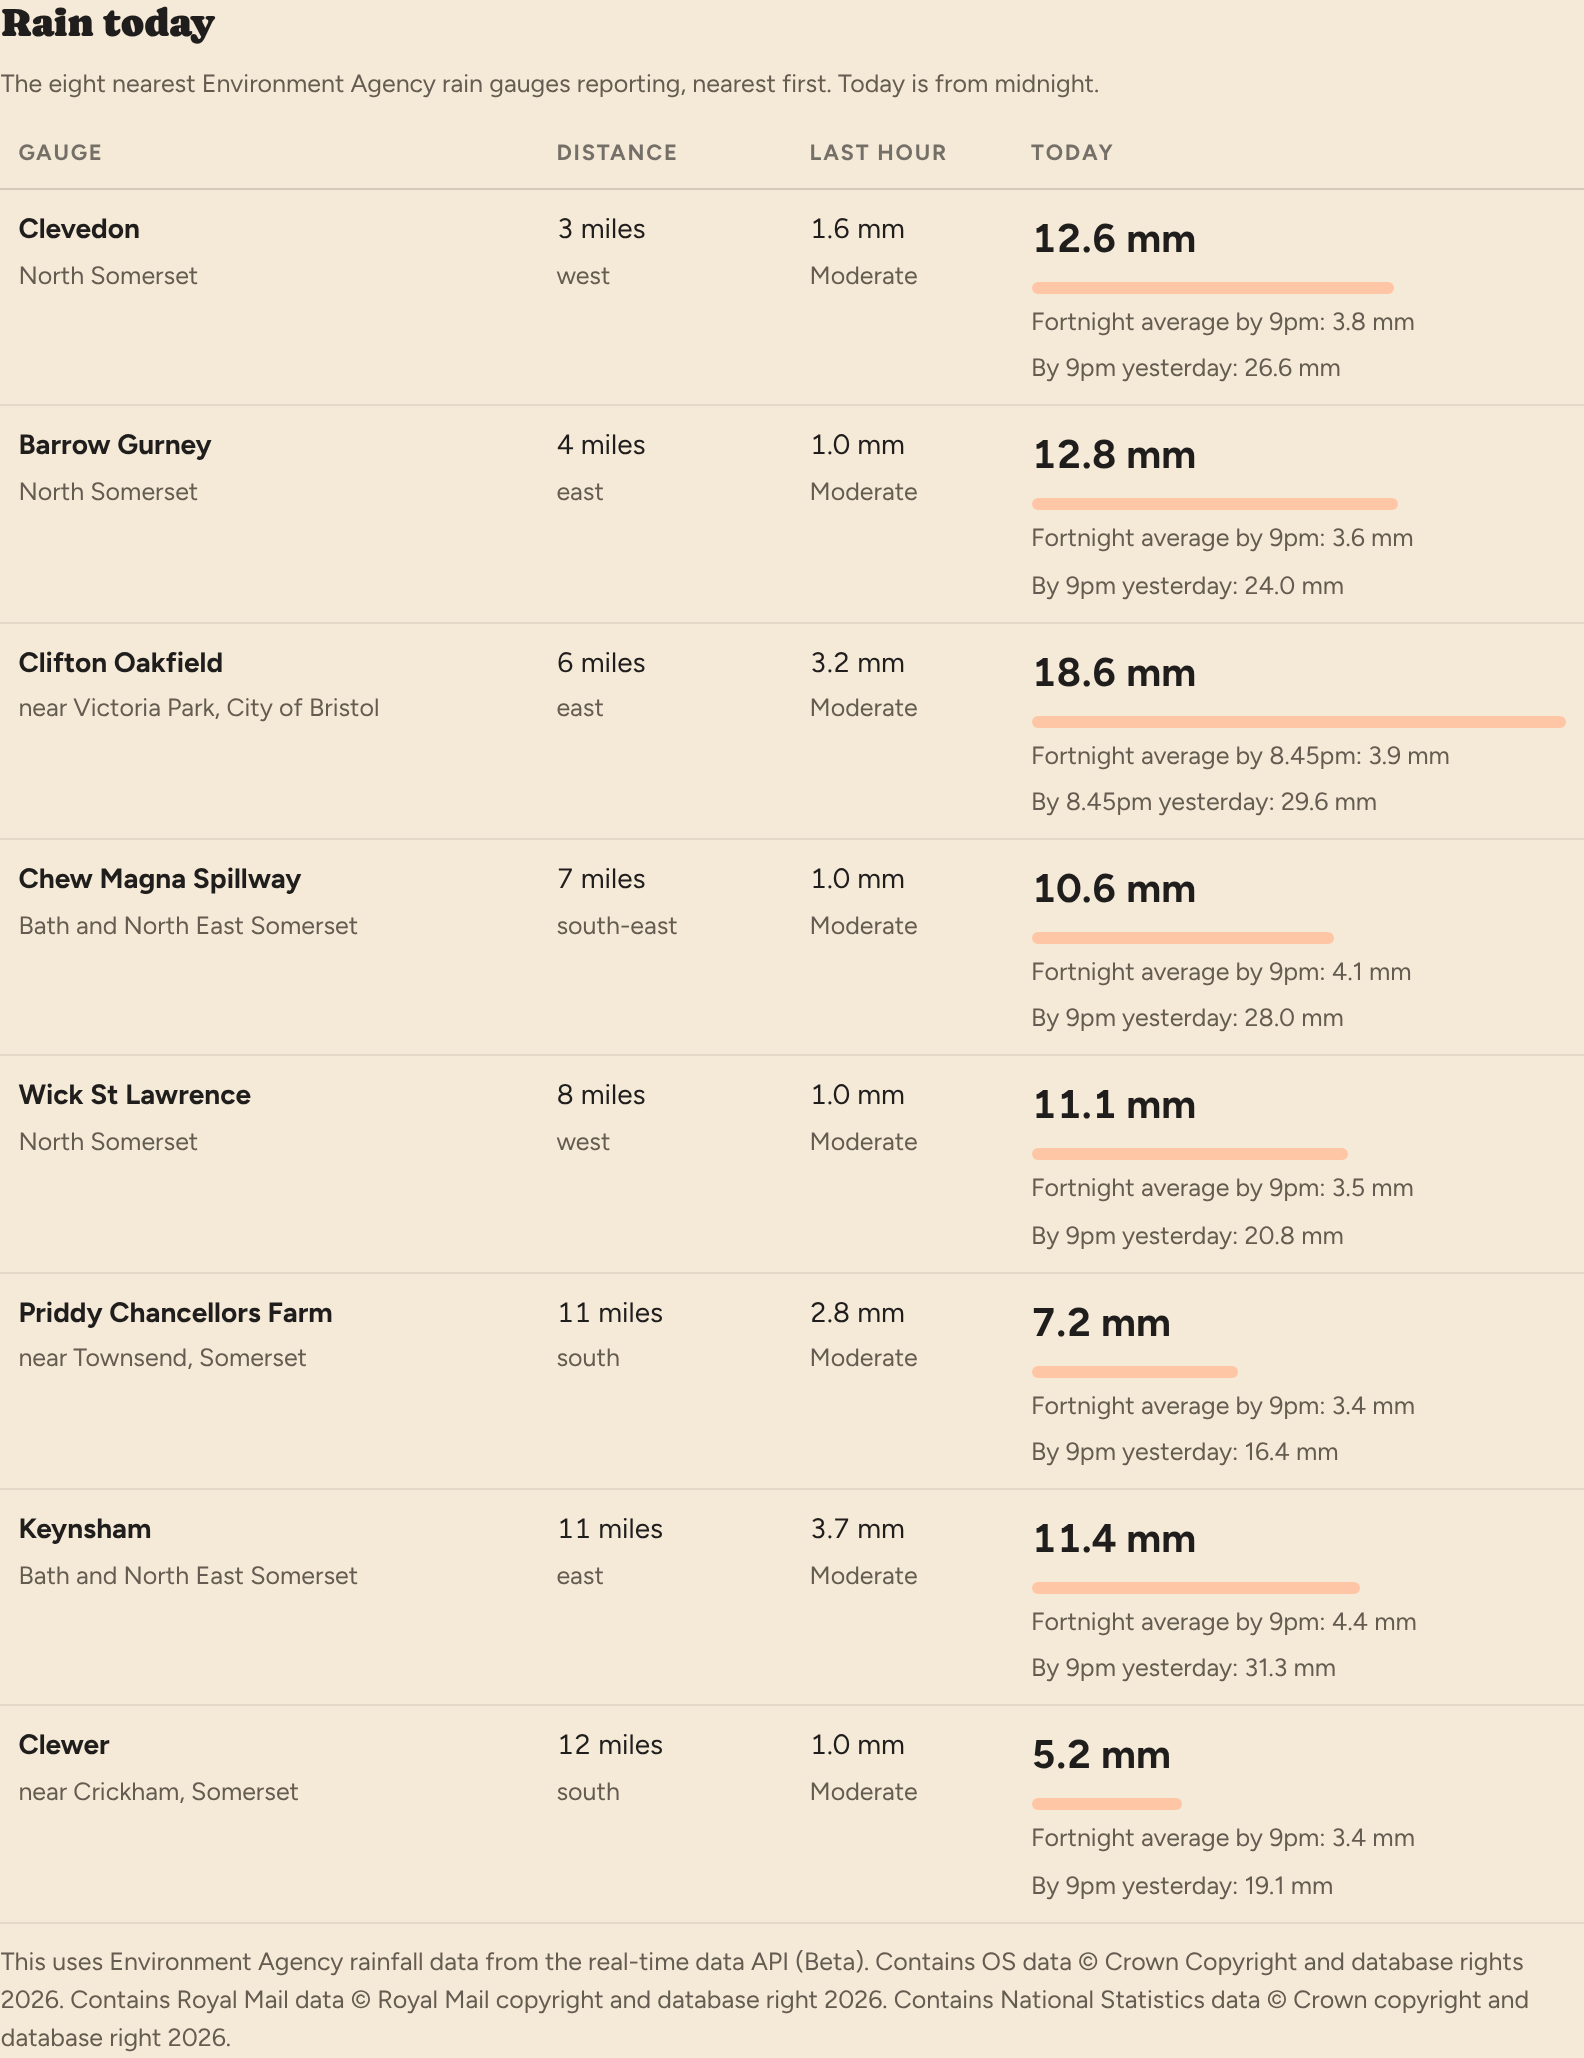 Rain today
The eight nearest Environment Agency rain gauges reporting, nearest first. Today is from midnight.
GAUGE DISTANCE LAST HOUR TODAY
Clevedon 3 miles 1.6 mm 12.6 mm
North Somerset west Moderate
Fortnight average by 9pm: 3.8 mm
By 9pm yesterday: 26.6 mm
Barrow Gurney 4 miles 1.0 mm 12.8 mm
North Somerset east Moderate
Fortnight average by 9pm: 3.6 mm
By 9pm yesterday: 24.0 mm
Clifton Oakfield 6 miles 3.2 mm 18.6 mm
near Victoria Park, City of Bristol east Moderate
Fortnight average by 8.45pm: 3.9 mm
By 8.45pm yesterday: 29.6 mm
Chew Magna Spillway 7 miles 1.0 mm 10.6 mm
Bath and North East Somerset south-east Moderate
Fortnight average by 9pm: 4.1 mm
By 9pm yesterday: 28.0 mm
Wick St Lawrence 8 miles 1.0 mm 11.1 mm
North Somerset west Moderate
Fortnight average by 9pm: 3.5 mm
By 9pm yesterday: 20.8 mm
Priddy Chancellors Farm 11 miles 2.8 mm 7.2 mm
near Townsend, Somerset south Moderate
Fortnight average by 9pm: 3.4 mm
By 9pm yesterday: 16.4 mm
Keynsham 11 miles 3.7 mm 11.4 mm
Bath and North East Somerset east Moderate
Fortnight average by 9pm: 4.4 mm
By 9pm yesterday: 31.3 mm
Clewer 12 miles 1.0 mm 5.2 mm
near Crickham, Somerset south Moderate
Fortnight average by 9pm: 3.4 mm
By 9pm yesterday: 19.1 mm
This uses Environment Agency rainfall data from the real-time data API (Beta). Contains OS data © Crown Copyright and database rights
2026. Contains Royal Mail data © Royal Mail copyright and database right 2026. Contains National Statistics data © Crown copyright and
database right 2026.